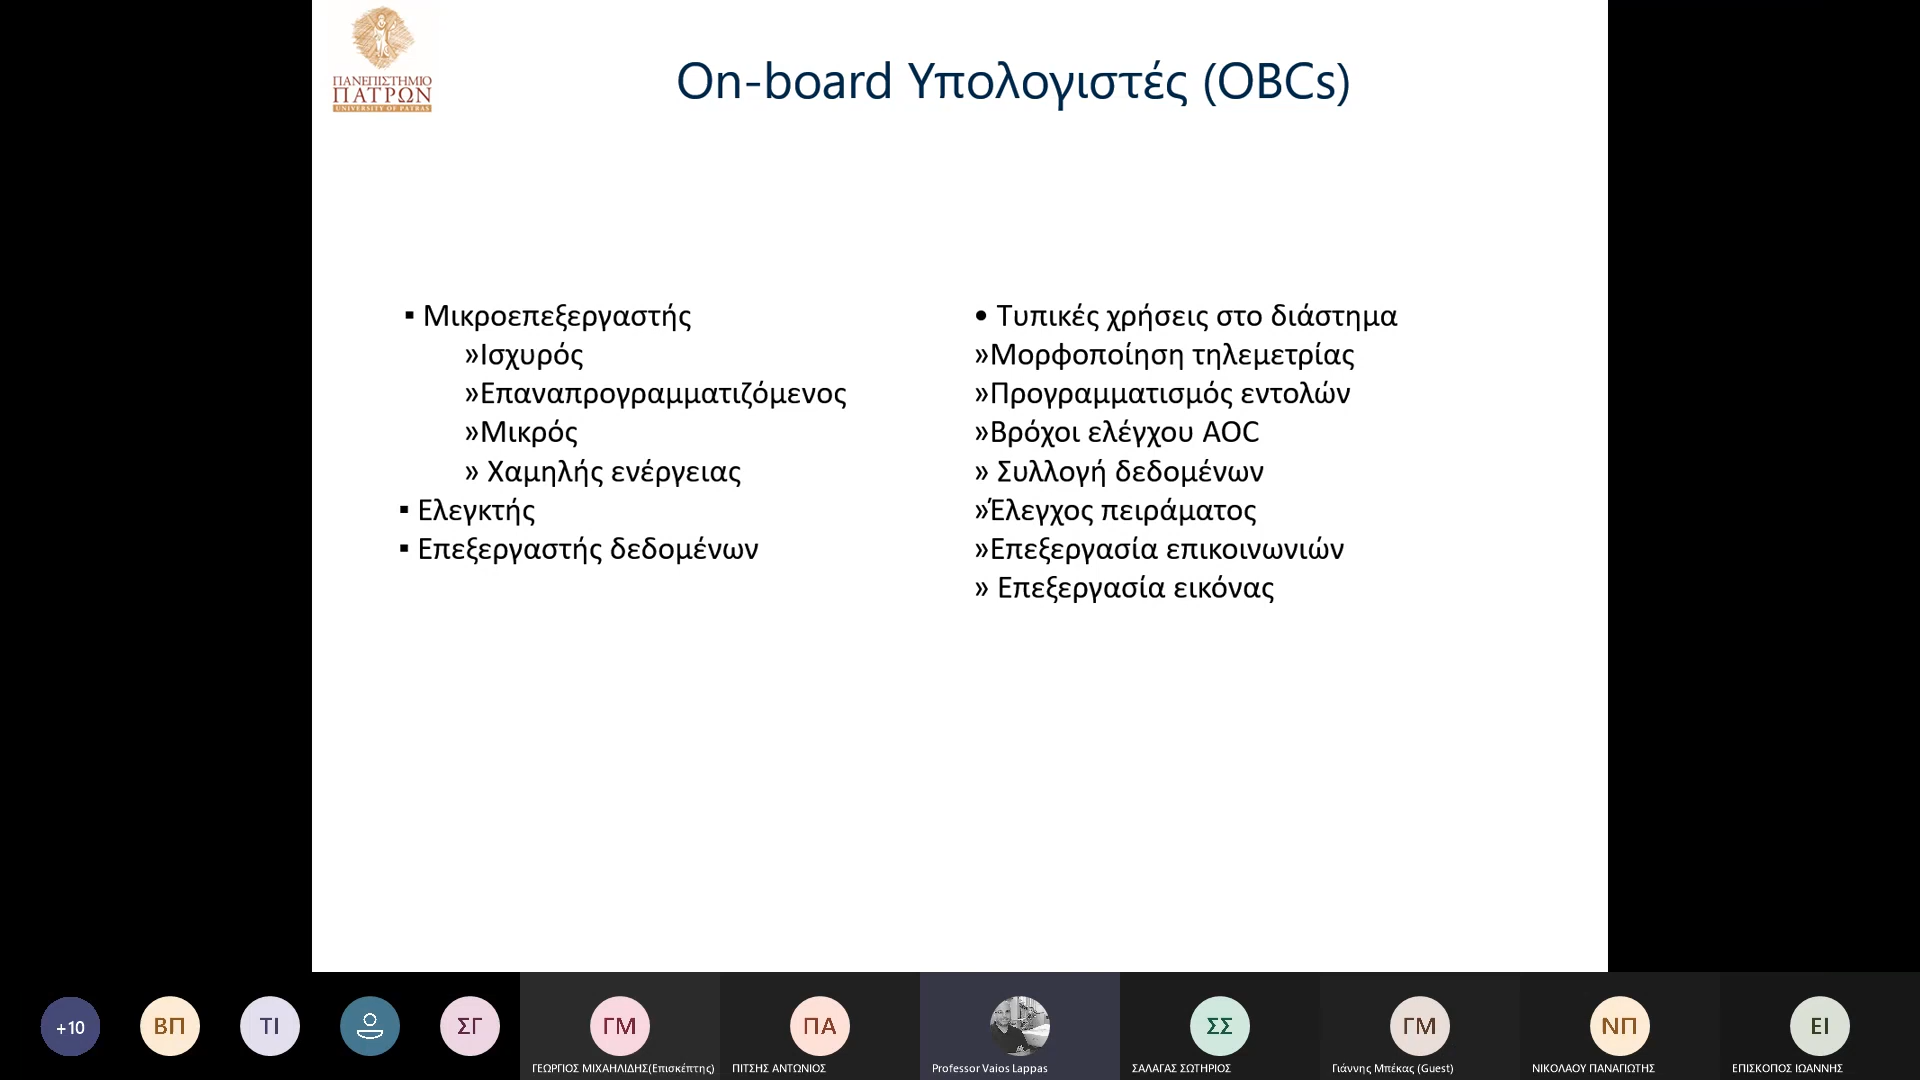 ΠΑΝΕΠΙΣΤΗΜΙΟ
ΠΑΤΡΩΝ
UNIVERSITY OF PATRAS
On-board Υπολογιστές (OBCs)
▪ Μικροεπεξεργαστής
»Ισχυρός
»Επαναπρογραμματιζόμενος
»Μικρός
» Χαμηλής ενέργειας
▪ Ελεγκτής
▪ Επεξεργαστής δεδομένων
• Τυπικές χρήσεις στο διάστημα
»Μορφοποίηση τηλεμετρίας
»Προγραμματισμός εντολών
»Βρόχοι ελέγχου AOC
» Συλλογή δεδομένων
»Έλεγχος πειράματος
»Επεξεργασία επικοινωνιών
» Επεξεργασία εικόνας
+10
ΒΠ
ΤΙ
ΣΓ
ΓΜ
ΠΑ
ΣΣ
ΓΜ
ΝΠ
ΕΙ
ΓΕΩΡΓΙΟΣ ΜΙΧΑΗΛΙΔΗΣ(Επισκέπτης)
ΠΙΤΣΗΣ ΑΝΤΩΝΙΟΣ
Professor Vaios Lappas
ΣΑΛΑΓΑΣ ΣΩΤΗΡΙΟΣ
Γιάννης Μπέκας (Guest)
ΝΙΚΟΛΑΟΥ ΠΑΝΑΓΙΩΤΗΣ
ΕΠΙΣΚΟΠΟΣ ΙΩΑΝΝΗΣ